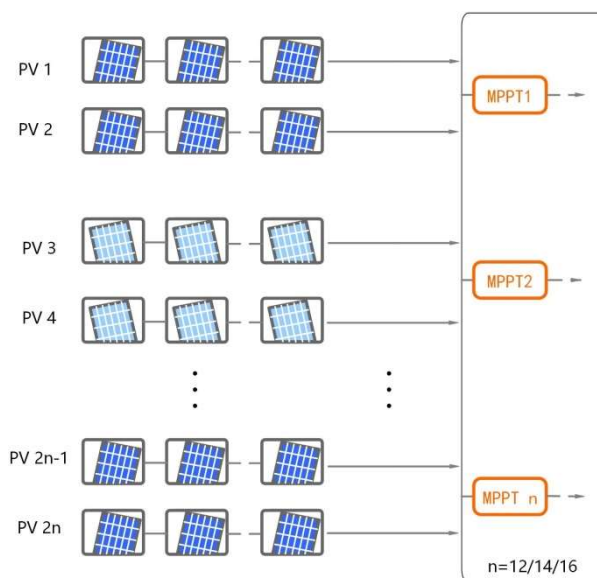 PV 1
MPPT1
PV 2
PV 3
MPPT2
PV 4
PV 2n-1
MPPT n
PV 2n
n=12/14/16